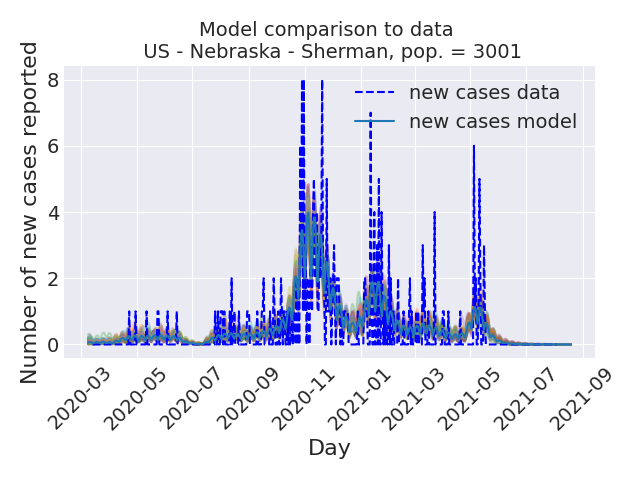 Model comparison to data
US - Nebraska - Sherman, pop. = 3001
Number of new cases reported
8
6
4
2
0
new cases data
new cases model
2020-03
2020-05
2020-07
2020-09
2020-11
2021-01
2021-03
2021-05
2021-07
2021-09
Day